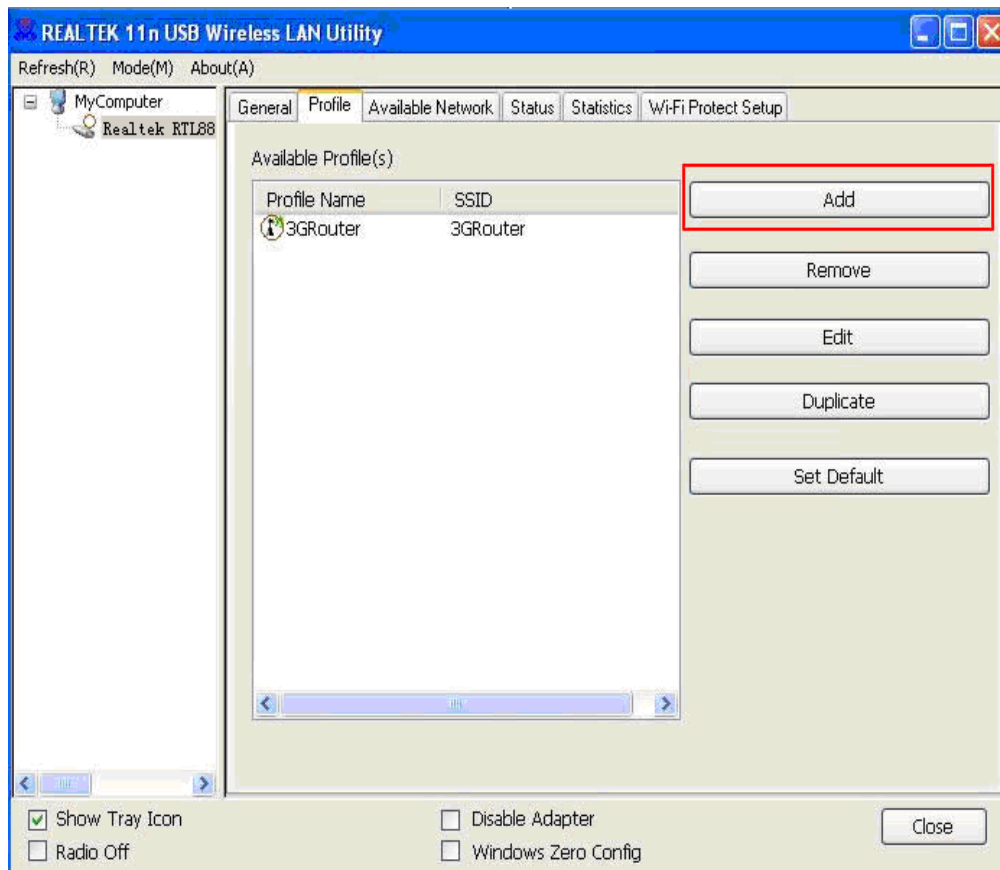 REALTEK 11n USB Wireless LAN Utility
Refresh(R) Mode(M) About(A)
MyComputer
Realtek RTL88
General Profile Available Network Status Statistics Wi-Fi Protect Setup
Available Profile(s)
Profile Name SSID
3GRouter 3GRouter
Add
Remove
Edit
Duplicate
Set Default
Show Tray Icon
Radio Off
Disable Adapter
Windows Zero Config
Close